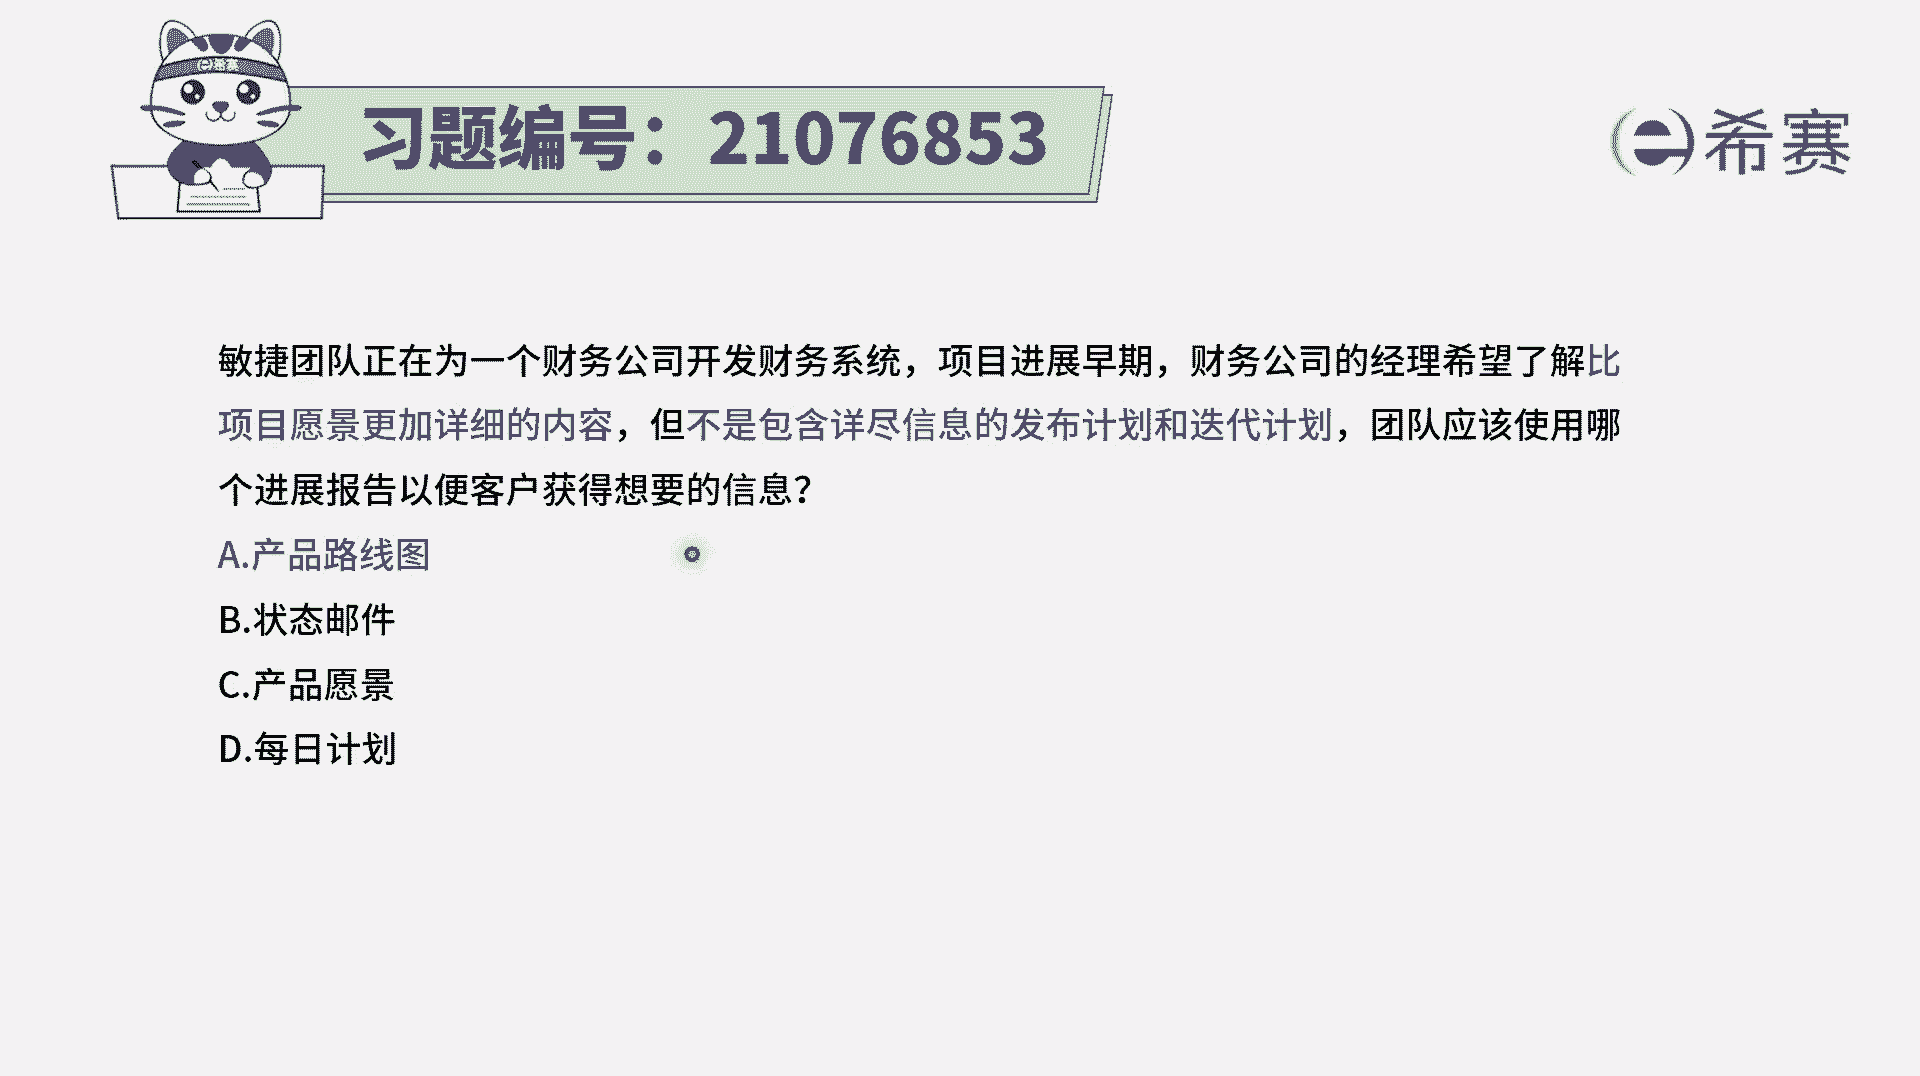 希赛
习题编号：21076853
希赛
敏捷团队正在为一个财务公司开发财务系统，项目进展早期，财务公司的经理希望了解比
项目愿景更加详细的内容，但不是包含详尽信息的发布计划和迭代计划，团队应该使用哪
个进展报告以便客户获得想要的信息？
A.产品路线图
B.状态邮件
C.产品愿景
D.每日计划